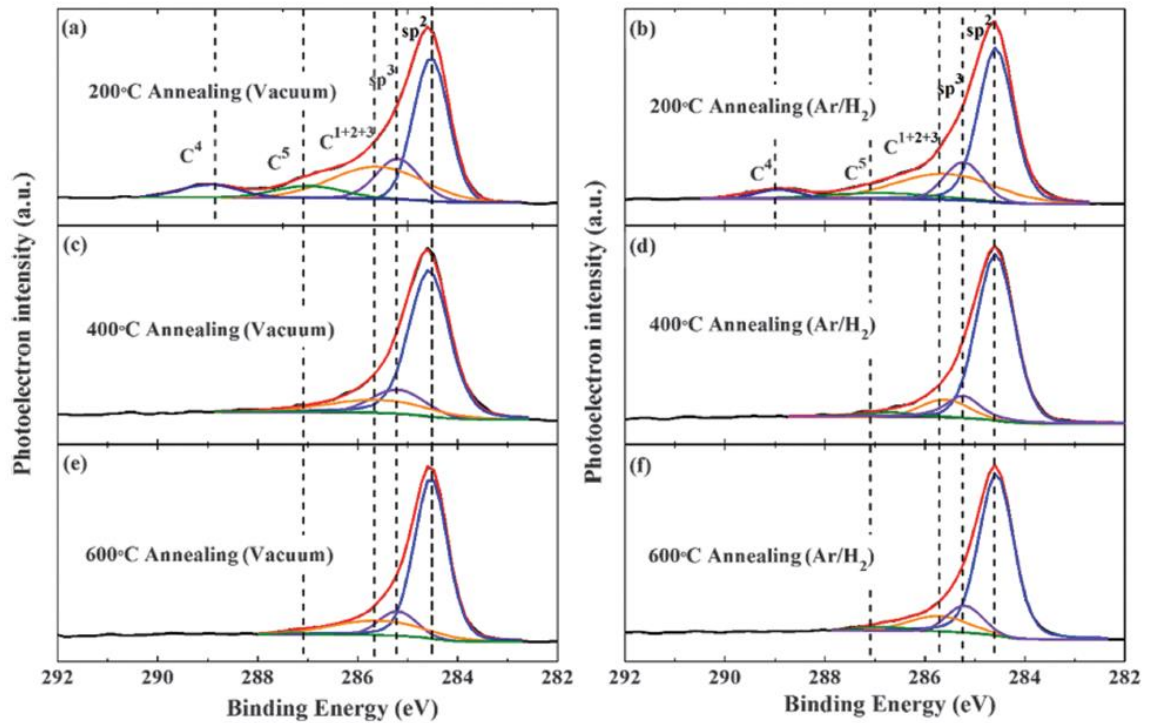 (a)
sp²
200°C Annealing (Vacuum)
sp³
C¹⁺²⁺³
C⁵
C⁴
(b)
sp²
sp³
200°C Annealing (Ar/H₂)
C¹⁺²⁺³
C⁵
C⁴
(c)
400°C Annealing (Vacuum)
(d)
400°C Annealing (Ar/H₂)
(e)
600°C Annealing (Vacuum)
(f)
600°C Annealing (Ar/H₂)
Photoelectron intensity (a.u.)
Photoelectron intensity (a.u.)
292 290 288 286 284 282
292 290 288 286 284 282
Binding Energy (eV)
Binding Energy (eV)